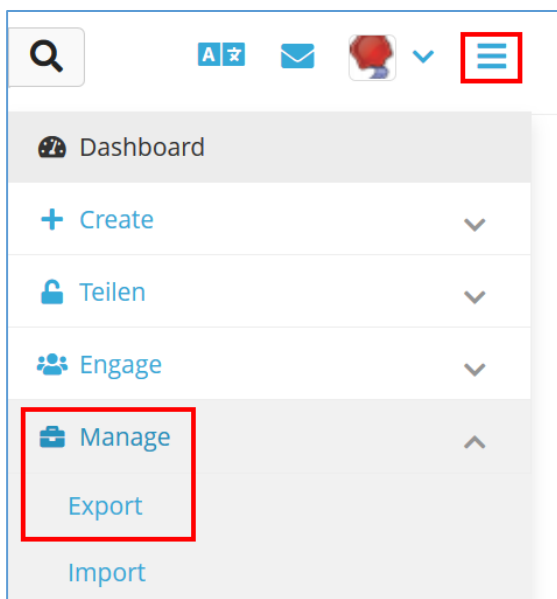 Dashboard
Create
Teilen
Engage
Manage
Export
Import